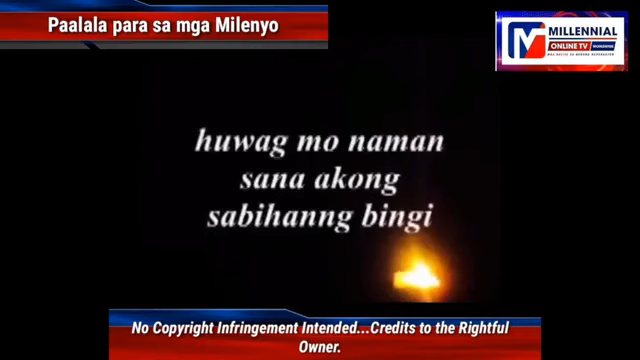 Paalala para sa mga Milenyo
MILLENNIAL
ONLINE TV WORLDWIDE
huwag mo naman
sana akong
sabihanng bingi
No Copyright Infringement Intended...Credits to the Rightful
Owner.